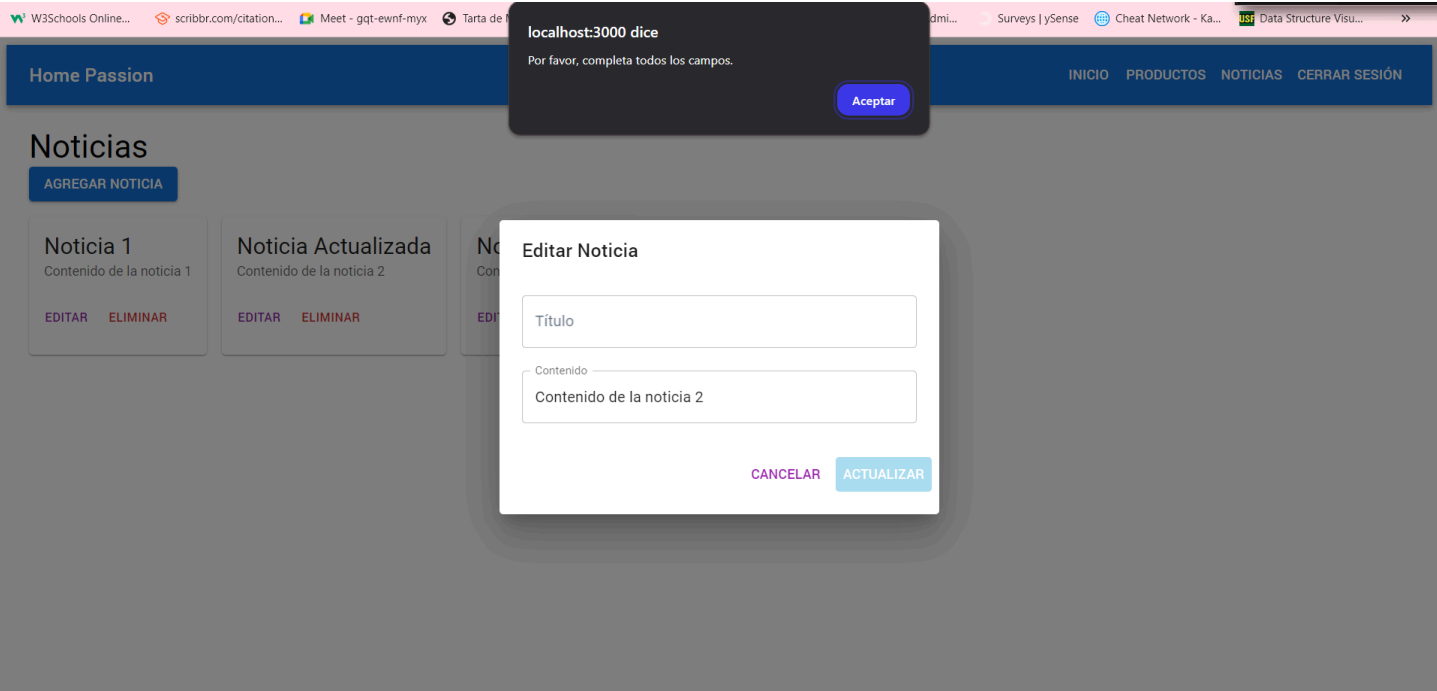 W3Schools Online... scribbr.com/citation... Meet - gqt-ewnf-myx Tarta de Surveys | ySense Cheat Network - Ka... USF Data Structure Visu... »
localhost:3000 dice
Por favor, completa todos los campos.
Aceptar
Home Passion INICIO PRODUCTOS NOTICIAS CERRAR SESIÓN
Noticias
AGREGAR NOTICIA
Noticia 1
Contenido de la noticia 1
EDITAR ELIMINAR
Noticia Actualizada
Contenido de la noticia 2
EDITAR ELIMINAR
Editar Noticia
Título
Contenido
Contenido de la noticia 2
CANCELAR ACTUALIZAR